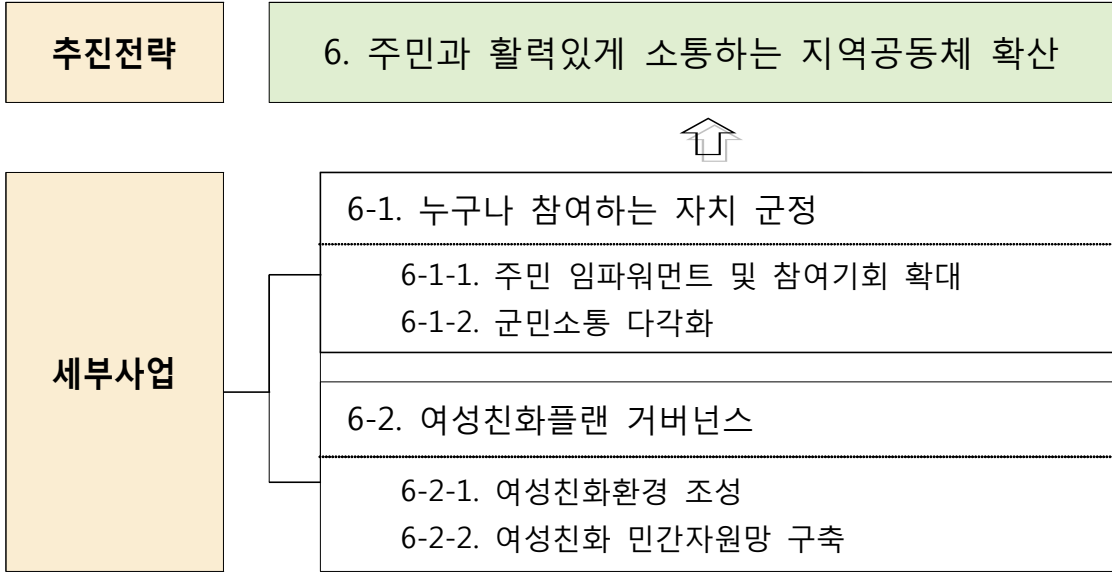 추진전략
6. 주민과 활력있게 소통하는 지역공동체 확산
세부사업
6-1. 누구나 참여하는 자치 군정
6-1-1. 주민 임파워먼트 및 참여기회 확대
6-1-2. 군민소통 다각화
6-2. 여성친화플랜 거버넌스
6-2-1. 여성친화환경 조성
6-2-2. 여성친화 민간자원망 구축